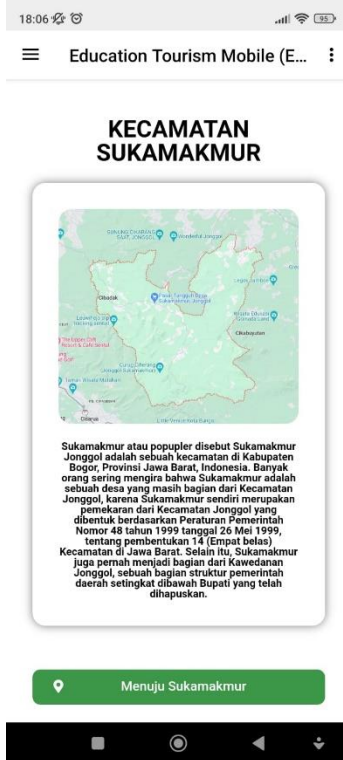 18:06
95
Education Tourism Mobile (E...
KECAMATAN
SUKAMAKMUR
Cibadak
Cikabupaten
Sukamakmur atau popupler disebut Sukamakmur
Jonggol adalah sebuah kecamatan di Kabupaten
Bogor, Provinsi Jawa Barat, Indonesia. Banyak
orang sering mengira bahwa Sukamakmur adalah
sebuah desa yang masih bagian dari Kecamatan
Jonggol, karena Sukamakmur sendiri merupakan
pemekaran dari Kecamatan Jonggol yang
dibentuk berdasarkan Peraturan Pemerintah
Nomor 48 tahun 1999 tanggal 26 Mei 1999,
tentang pembentukan 14 (Empat belas)
Kecamatan di Jawa Barat. Selain itu, Sukamakmur
juga pernah menjadi bagian dari Kawedanan
Jonggol, sebuah bagian struktur pemerintah
daerah setingkat dibawah Bupati yang telah
dihapuskan.
Menuju Sukamakmur